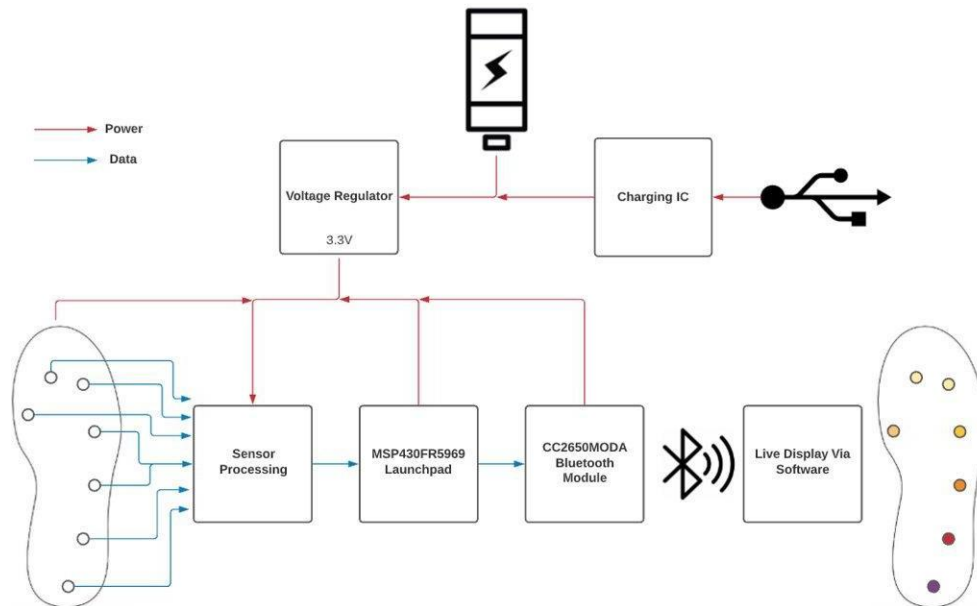 Power
Data
Voltage Regulator
3.3V
Charging IC
Sensor
Processing
MSP430FR5969
Launchpad
CC2650MODA
Bluetooth
Module
Live Display Via
Software